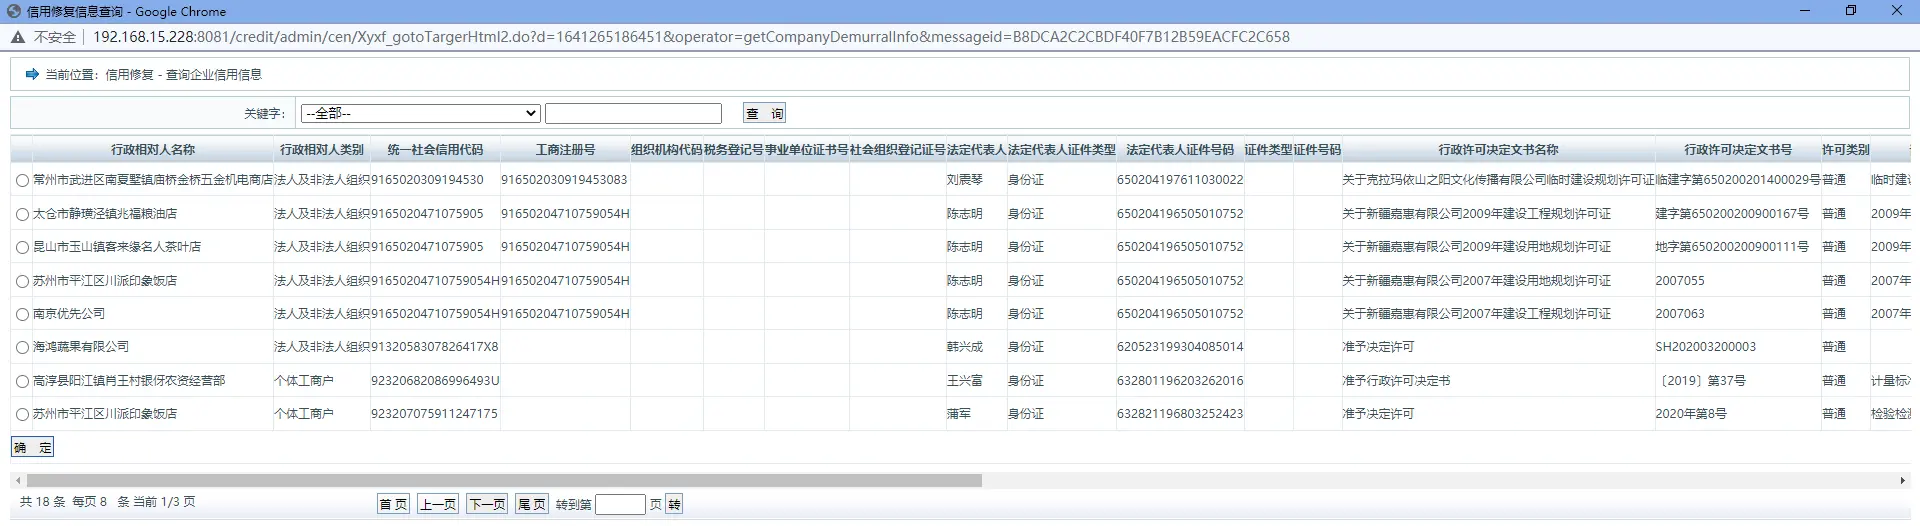 信用修复信息查询 - Google Chrome
不安全 192.168.15.228:8081/credit/admin/cen/Xyxf_gotoTargerHtml2.do?d=1641265186451&operator=getCompanyDemurralInfo&messageid=B8DCA2C2CBDF40F7B12B59EACFC2C658
当前位置：信用修复 - 查询企业信用信息
关键字： --全部-- 查 询
行政相对人名称 行政相对人类别 统一社会信用代码 工商注册号 组织机构代码 税务登记号 事业单位证书号 社会组织登记证号 法定代表人 法定代表人证件类型 法定代表人证件号码 证件类型 证件号码 行政许可决定文书名称 行政许可决定文书号 许可类别
常州市武进区南夏墅镇庙桥金桥五金机电商店 法人及非法人组织 9165020309194530 916502030919453083 刘震琴 身份证 650204197611030022 关于克拉玛依山之阳文化传播有限公司临时建设规划许可证 临建字第650200201400029号 普通 临时建
太仓市静璜泾镇兆福粮油店 法人及非法人组织 9165020471075905 91650204710759054H 陈志明 身份证 650204196505010752 关于新疆嘉惠有限公司2009年建设工程规划许可证 建字第650200200900167号 普通 2009年
昆山市玉山镇客来缘名人茶叶店 法人及非法人组织 9165020471075905 91650204710759054H 陈志明 身份证 650204196505010752 关于新疆嘉惠有限公司2009年建设用地规划许可证 地字第650200200900111号 普通 2009年
苏州市平江区川派印象饭店 法人及非法人组织 91650204710759054H 91650204710759054H 陈志明 身份证 650204196505010752 关于新疆嘉惠有限公司2007年建设用地规划许可证 2007055 普通 2007年
南京优先公司 法人及非法人组织 91650204710759054H 91650204710759054H 陈志明 身份证 650204196505010752 关于新疆嘉惠有限公司2007年建设工程规划许可证 2007063 普通 2007年
海鸿蔬果有限公司 法人及非法人组织 9132058307826417X8 韩兴成 身份证 620523199304085014 准予决定许可 SH202003200003 普通
高淳县阳江镇肖王村银伢农资经营部 个体工商户 92320682086996493U 王兴富 身份证 632801196203262016 准予行政许可决定书 〔2019〕第37号 普通 计量标
苏州市平江区川派印象饭店 个体工商户 923207075911247175 蒲军 身份证 632821196803252423 准予决定许可 2020年第8号 普通 检验检
确 定
共 18 条 每页 8 条 当前 1/3 页 首 页 上一页 下一页 尾 页 转到第 页 转